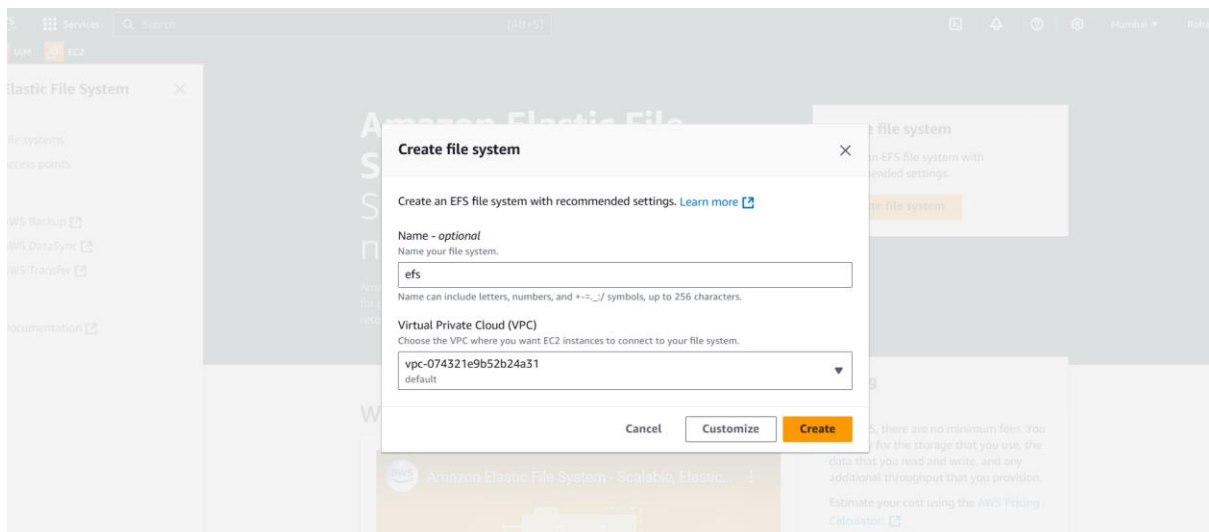 Services
Search
[Alt+S]
Mumbai
IAM
EC2
Elastic File System
file systems
Access points
AWS Backup
AWS DataSync
AWS Transfer
documentation
Amazon Elastic File
Create file system
Create an EFS file system with recommended settings. Learn more
Name - optional
Name your file system.
efs
Name can include letters, numbers, and +-=._:/ symbols, up to 256 characters.
Virtual Private Cloud (VPC)
Choose the VPC where you want EC2 instances to connect to your file system.
vpc-074321e9b52b24a31
default
Cancel
Customize
Create
file system
an EFS file system with
settings.
file system
there are no minimum fees. You
for the storage that you use, the
data that you read and write, and any
additional throughput that you provision.
Estimate your cost using the AWS Pricing
Calculator
aws
Amazon Elastic File System - Scalable, Elastic...